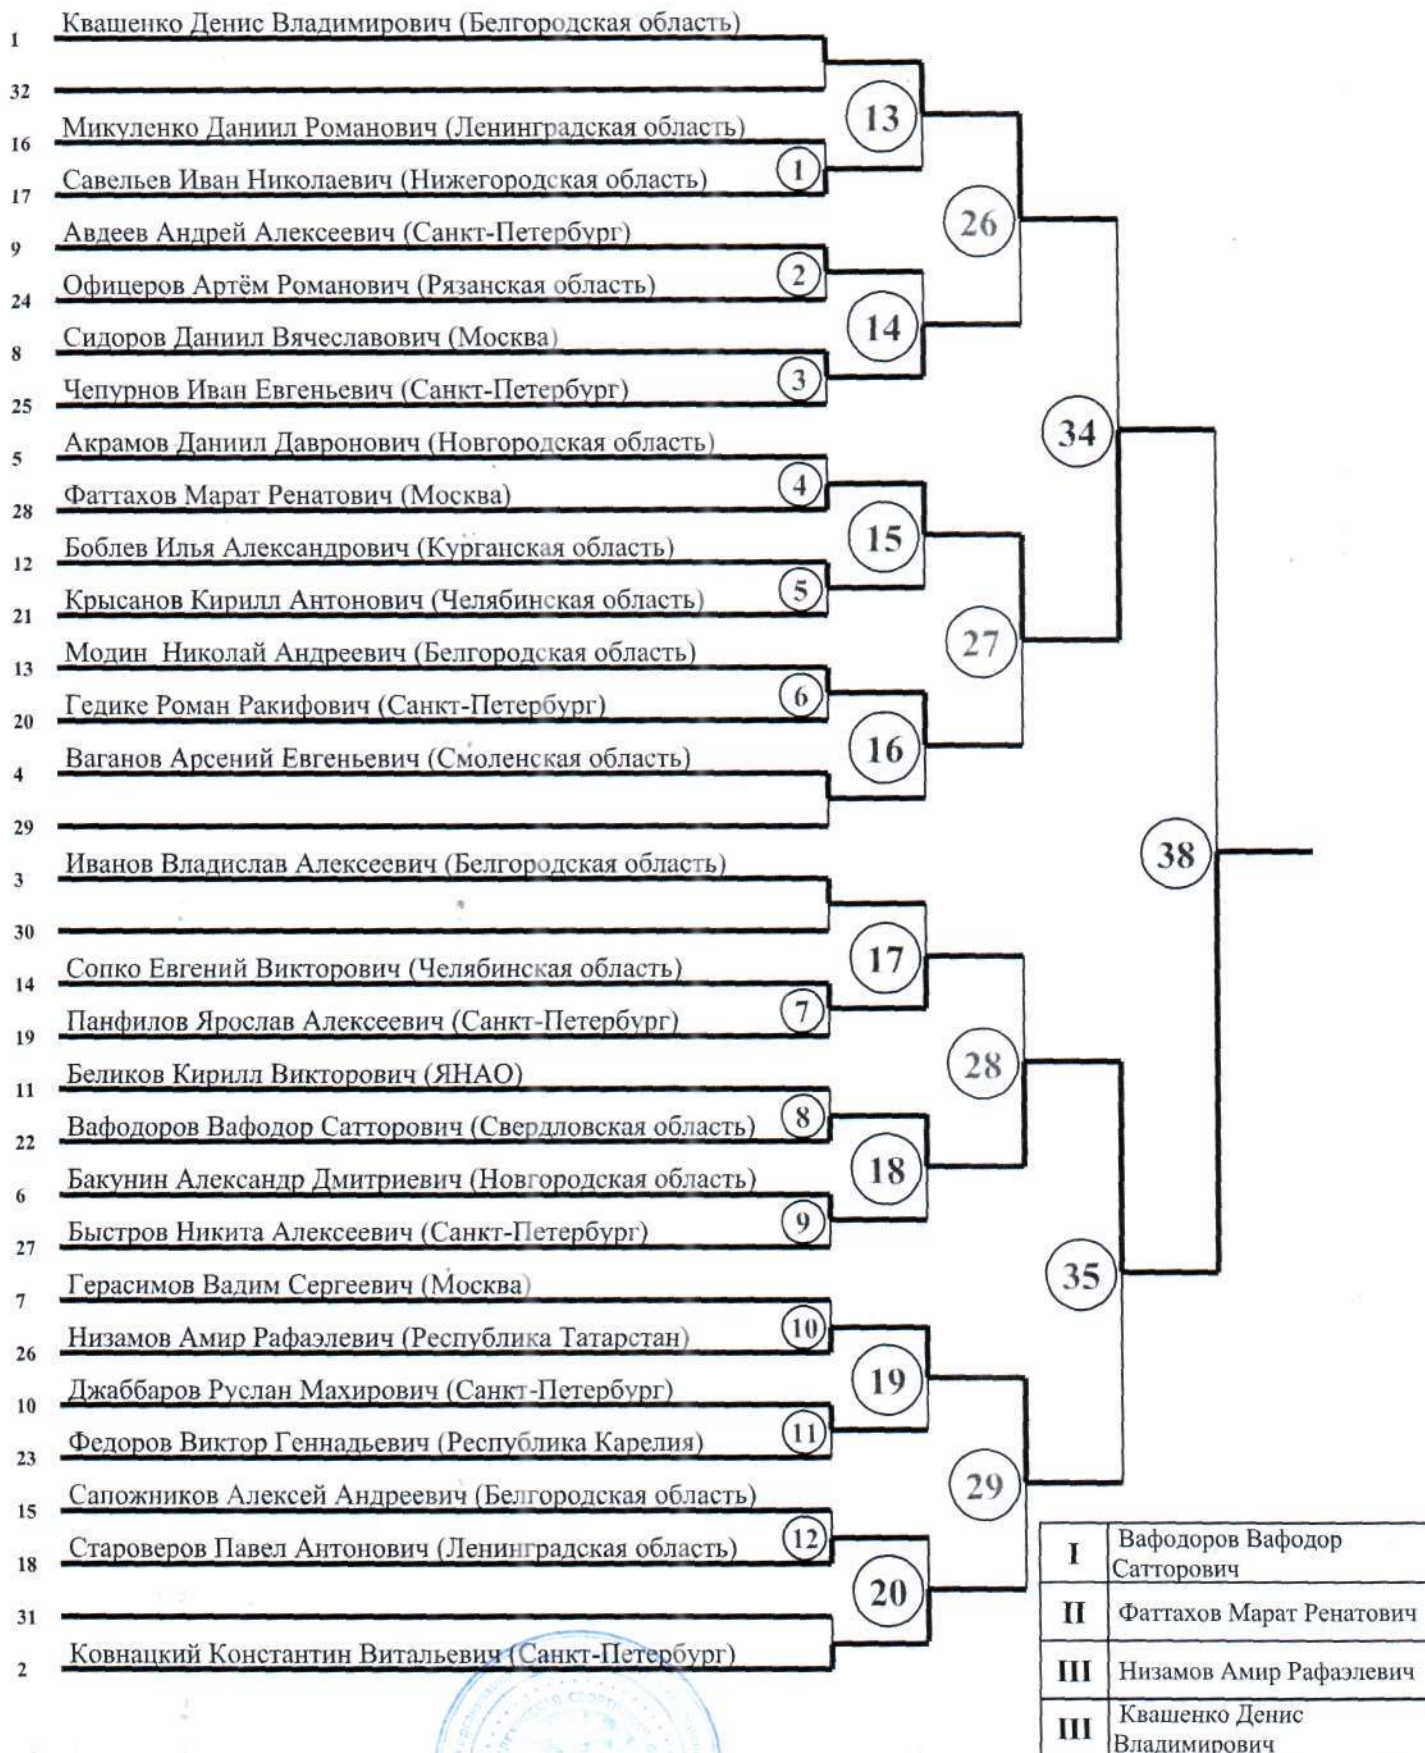 Квашенко Денис Владимирович (Белгородская область)
1
32
13
Микуленко Даниил Романович (Ленинградская область)
16
1
Савельев Иван Николаевич (Нижегородская область)
17
26
Авдеев Андрей Алексеевич (Санкт-Петербург)
9
2
Офицеров Артём Романович (Рязанская область)
24
14
Сидоров Даниил Вячеславович (Москва)
8
3
Чепурнов Иван Евгеньевич (Санкт-Петербург)
25
34
Акрамов Даниил Давронович (Новгородская область)
5
4
Фаттахов Марат Ренатович (Москва)
28
15
Боблев Илья Александрович (Курганская область)
12
5
Крысанов Кирилл Антонович (Челябинская область)
21
27
Модин Николай Андреевич (Белгородская область)
13
6
Гедике Роман Ракифович (Санкт-Петербург)
20
16
Ваганов Арсений Евгеньевич (Смоленская область)
4
29
38
Иванов Владислав Алексеевич (Белгородская область)
3
30
17
Сопко Евгений Викторович (Челябинская область)
14
7
Панфилов Ярослав Алексеевич (Санкт-Петербург)
19
28
Беликов Кирилл Викторович (ЯНАО)
11
8
Вафодоров Вафодор Сатторович (Свердловская область)
22
18
Бакунин Александр Дмитриевич (Новгородская область)
6
9
Быстров Никита Алексеевич (Санкт-Петербург)
27
35
Герасимов Вадим Сергеевич (Москва)
7
10
Низамов Амир Рафаэлевич (Республика Татарстан)
26
19
Джаббаров Руслан Махирович (Санкт-Петербург)
10
11
Федоров Виктор Геннадьевич (Республика Карелия)
23
29
Сапожников Алексей Андреевич (Белгородская область)
15
12
Староверов Павел Антонович (Ленинградская область)
18
20
31
Ковнацкий Константин Витальевич (Санкт-Петербург)
2
I Вафодоров Вафодор
Сатторович
II Фаттахов Марат Ренатович
III Низамов Амир Рафаэлевич
III Квашенко Денис
Владимирович